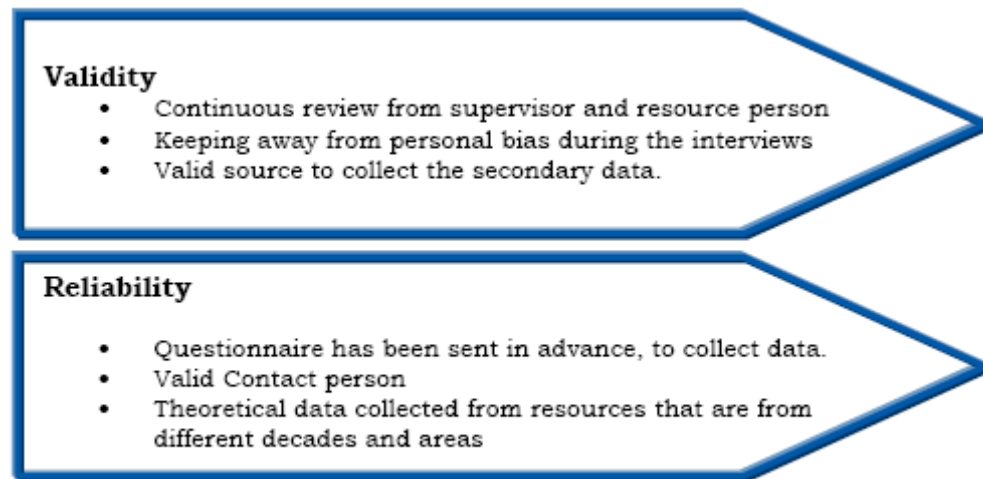 Validity
• Continuous review from supervisor and resource person
• Keeping away from personal bias during the interviews
• Valid source to collect the secondary data.
Reliability
• Questionnaire has been sent in advance, to collect data.
• Valid Contact person
• Theoretical data collected from resources that are from
different decades and areas